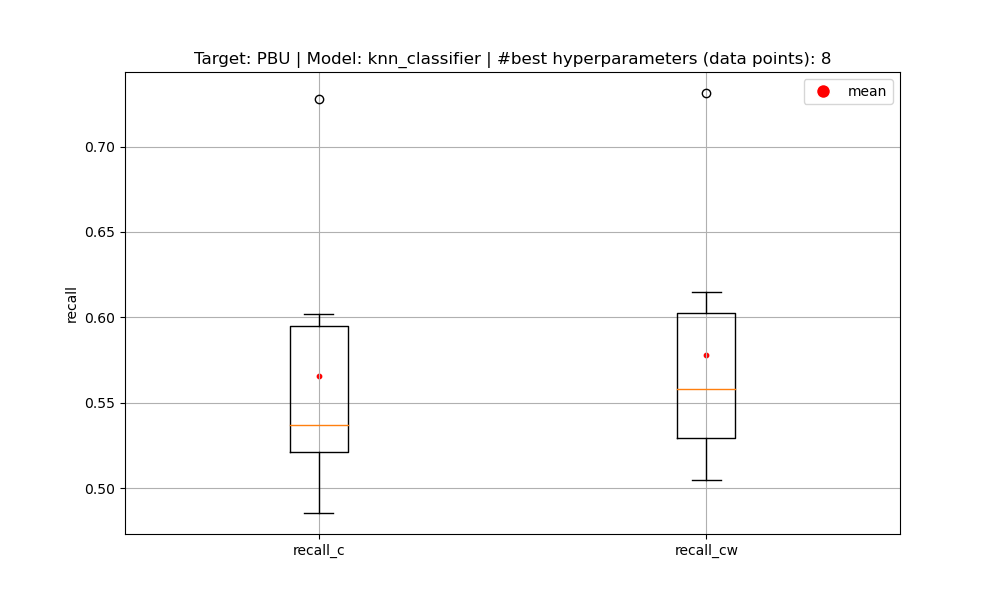 Target: PBU | Model: knn_classifier | #best hyperparameters (data points): 8
mean
0.70
0.65
0.60
0.55
0.50
recall
recall_c
recall_cw